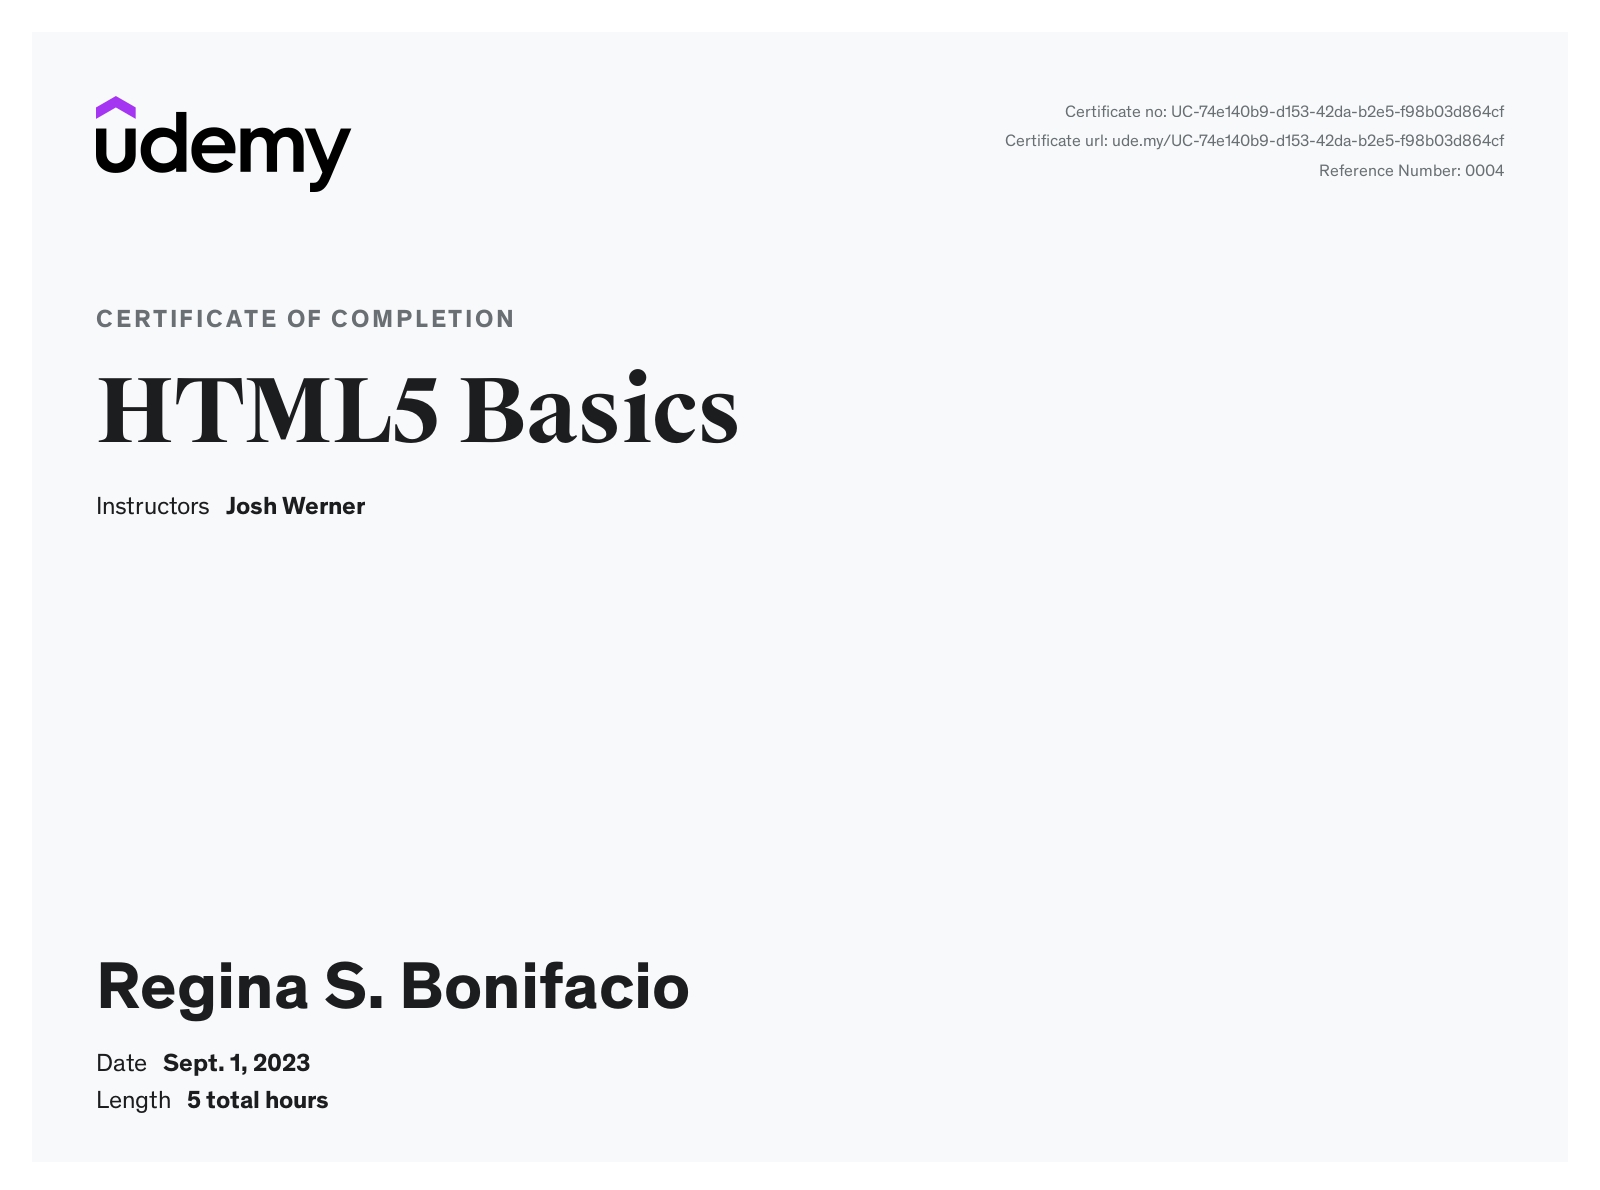 udemy
Certificate no: UC-74e140b9-d153-42da-b2e5-f98b03d864cf
Certificate url: ude.my/UC-74e140b9-d153-42da-b2e5-f98b03d864cf
Reference Number: 0004
CERTIFICATE OF COMPLETION
HTML5 Basics
Instructors Josh Werner
Regina S. Bonifacio
Date Sept. 1, 2023
Length 5 total hours